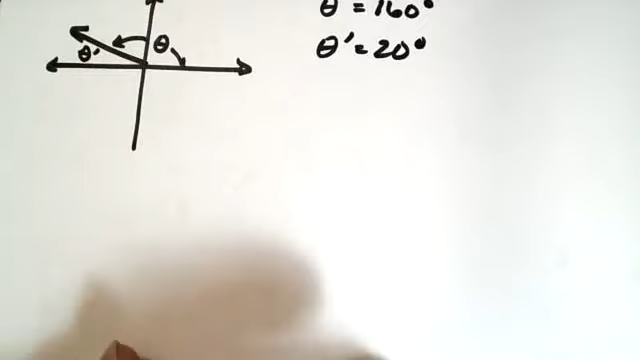 θ = 160°
θ' = 20°
θ
θ'